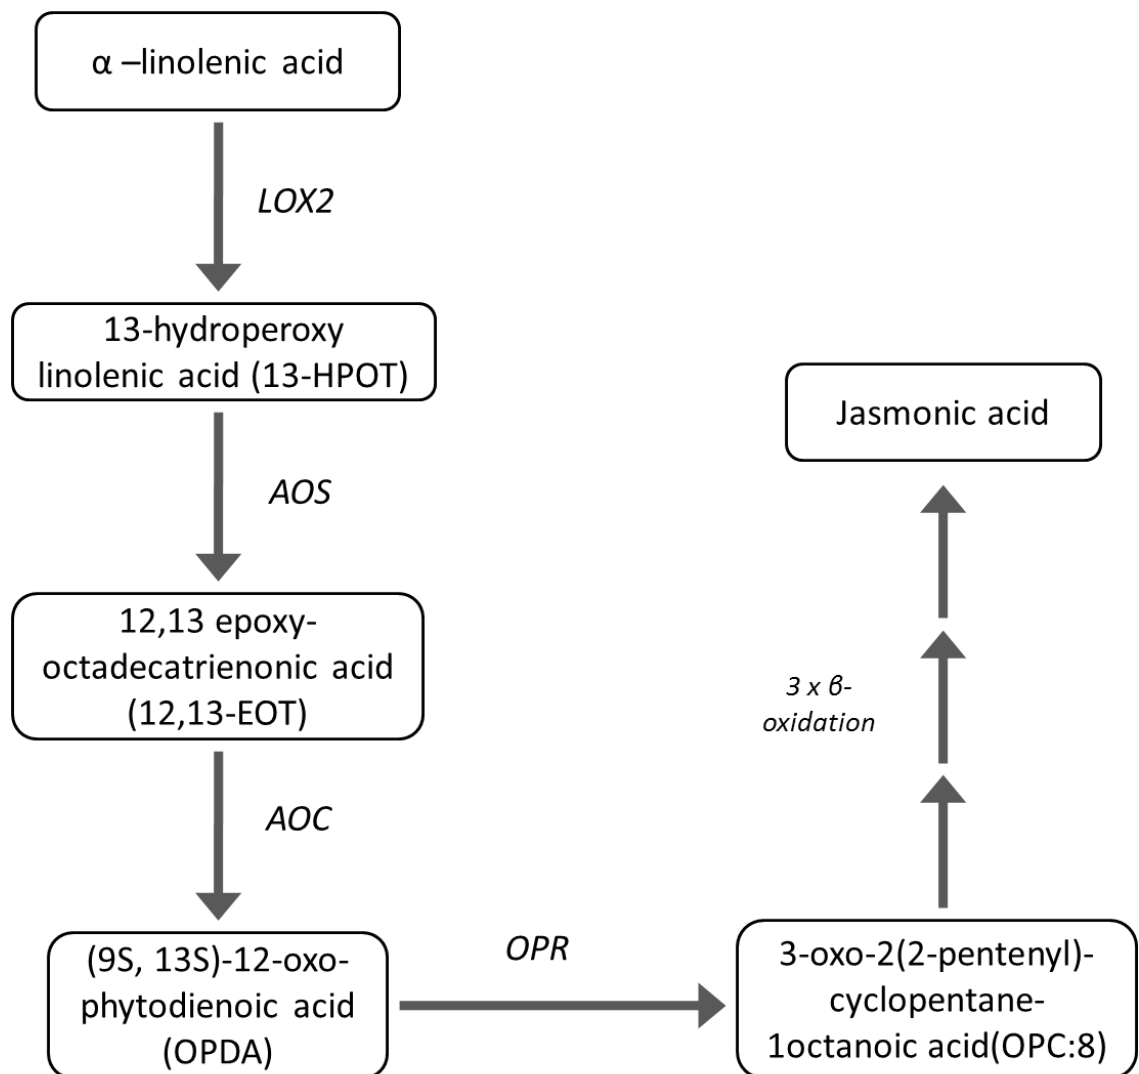 α –linolenic acid
LOX2
13-hydroperoxy
linolenic acid (13-HPOT)
AOS
12,13 epoxy-
octadecatrienonic acid
(12,13-EOT)
AOC
(9S, 13S)-12-oxo-
phytodienoic acid
(OPDA)
OPR
3-oxo-2(2-pentenyl)-
cyclopentane-
1octanoic acid(OPC:8)
3 x β-
oxidation
Jasmonic acid